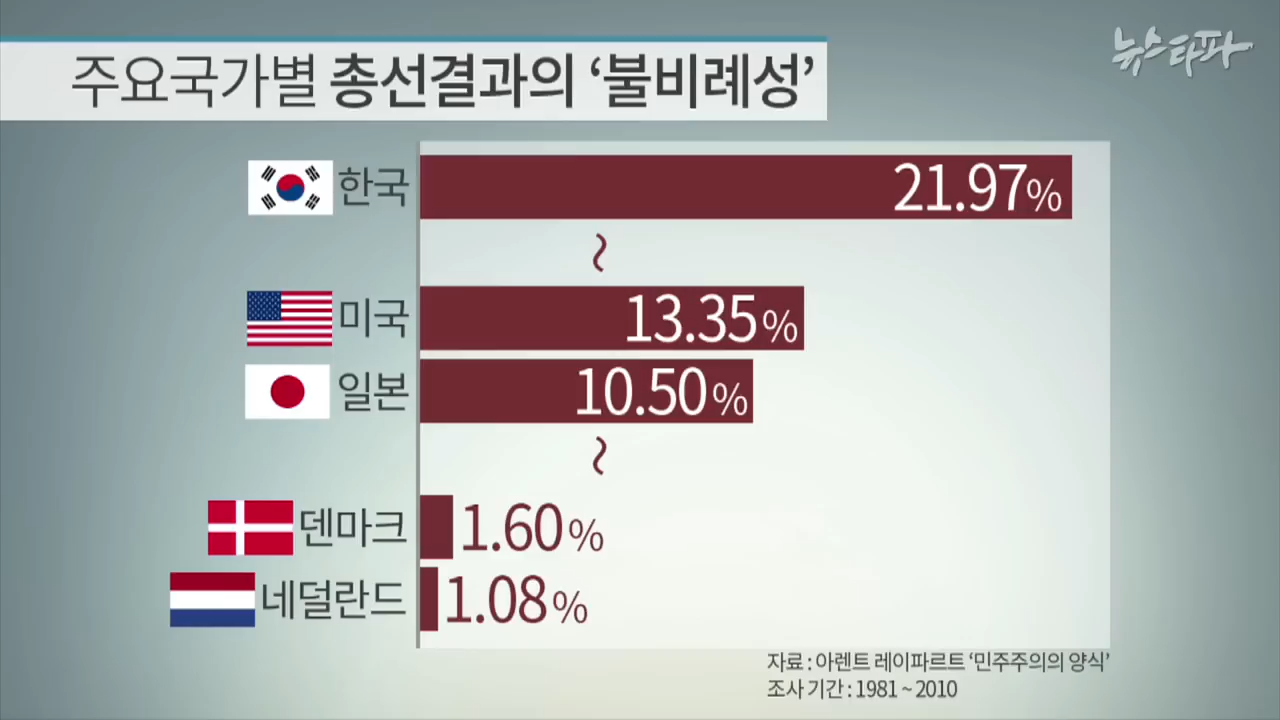 뉴스타파
주요국가별 총선결과의 ‘불비례성’
한국 21.97%
~
미국 13.35%
일본 10.50%
~
덴마크 1.60%
네덜란드 1.08%
자료 : 아렌트 레이파르트 ‘민주주의의 양식’
조사 기간 : 1981 ~ 2010